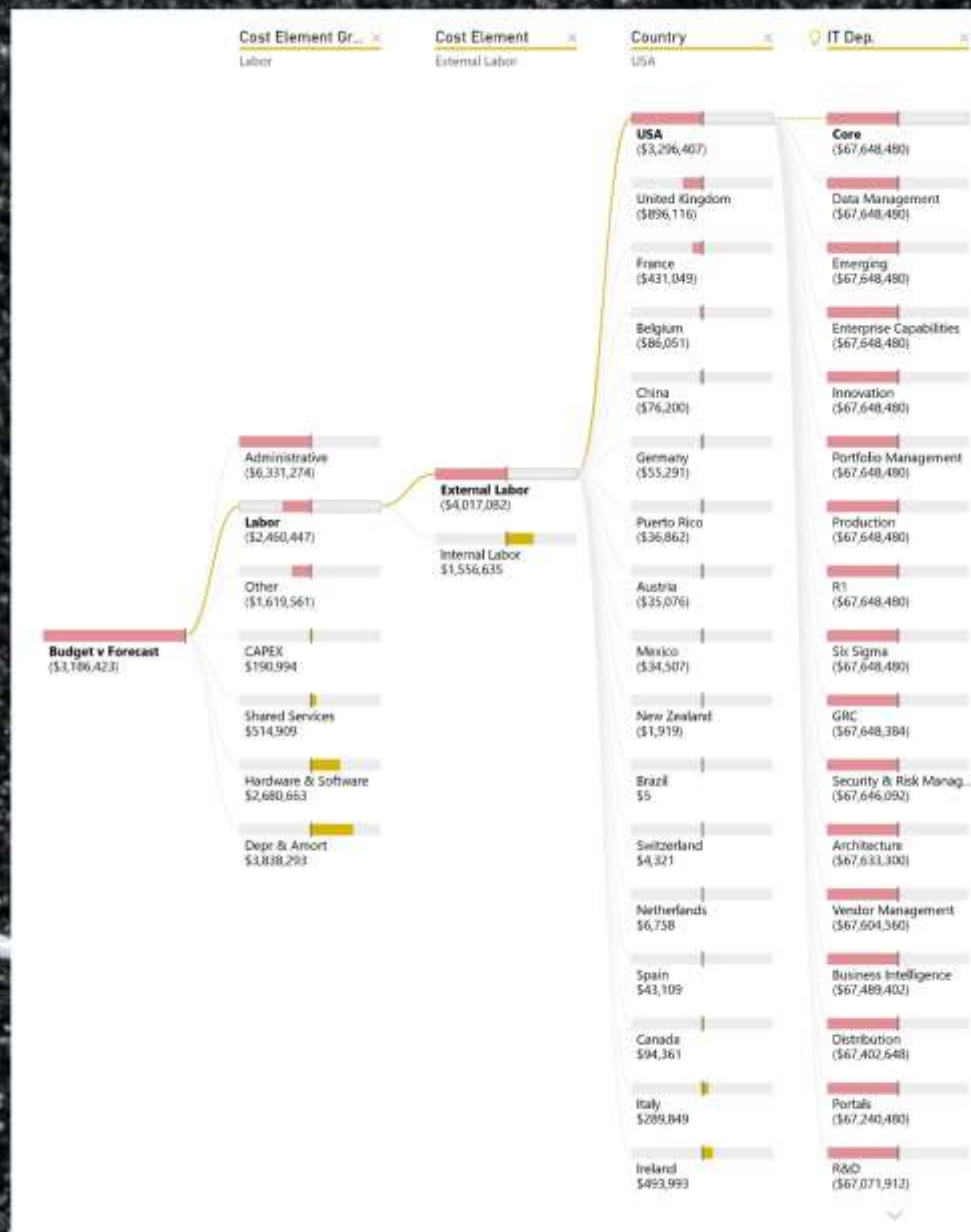 Cost Element Gr... ×
Labor
Cost Element ×
External Labor
Country ×
USA
IT Dep. ×
Budget v Forecast
($3,186,423)
Administrative
($6,331,274)
Labor
($2,460,447)
Other
($1,619,561)
CAPEX
$190,994
Shared Services
$514,909
Hardware & Software
$2,680,663
Depr & Amort
$3,838,293
External Labor
($4,017,082)
Internal Labor
$1,556,635
USA
($3,296,407)
United Kingdom
($896,116)
France
($431,049)
Belgium
($86,051)
China
($76,200)
Germany
($55,291)
Puerto Rico
($36,862)
Austria
($35,076)
Mexico
($34,507)
New Zealand
($1,919)
Brazil
$5
Switzerland
$4,321
Netherlands
$6,758
Spain
$43,109
Canada
$94,361
Italy
$289,849
Ireland
$493,993
Core
($67,648,480)
Data Management
($67,648,480)
Emerging
($67,648,480)
Enterprise Capabilities
($67,648,480)
Innovation
($67,648,480)
Portfolio Management
($67,648,480)
Production
($67,648,480)
R1
($67,648,480)
Six Sigma
($67,648,480)
GRC
($67,648,384)
Security & Risk Manag...
($67,646,092)
Architecture
($67,633,300)
Vendor Management
($67,604,560)
Business Intelligence
($67,489,402)
Distribution
($67,402,648)
Portals
($67,240,480)
R&D
($67,071,912)